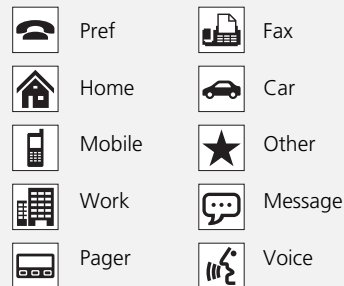 Pref
Home
Mobile
Work
Pager
Fax
Car
Other
Message
Voice